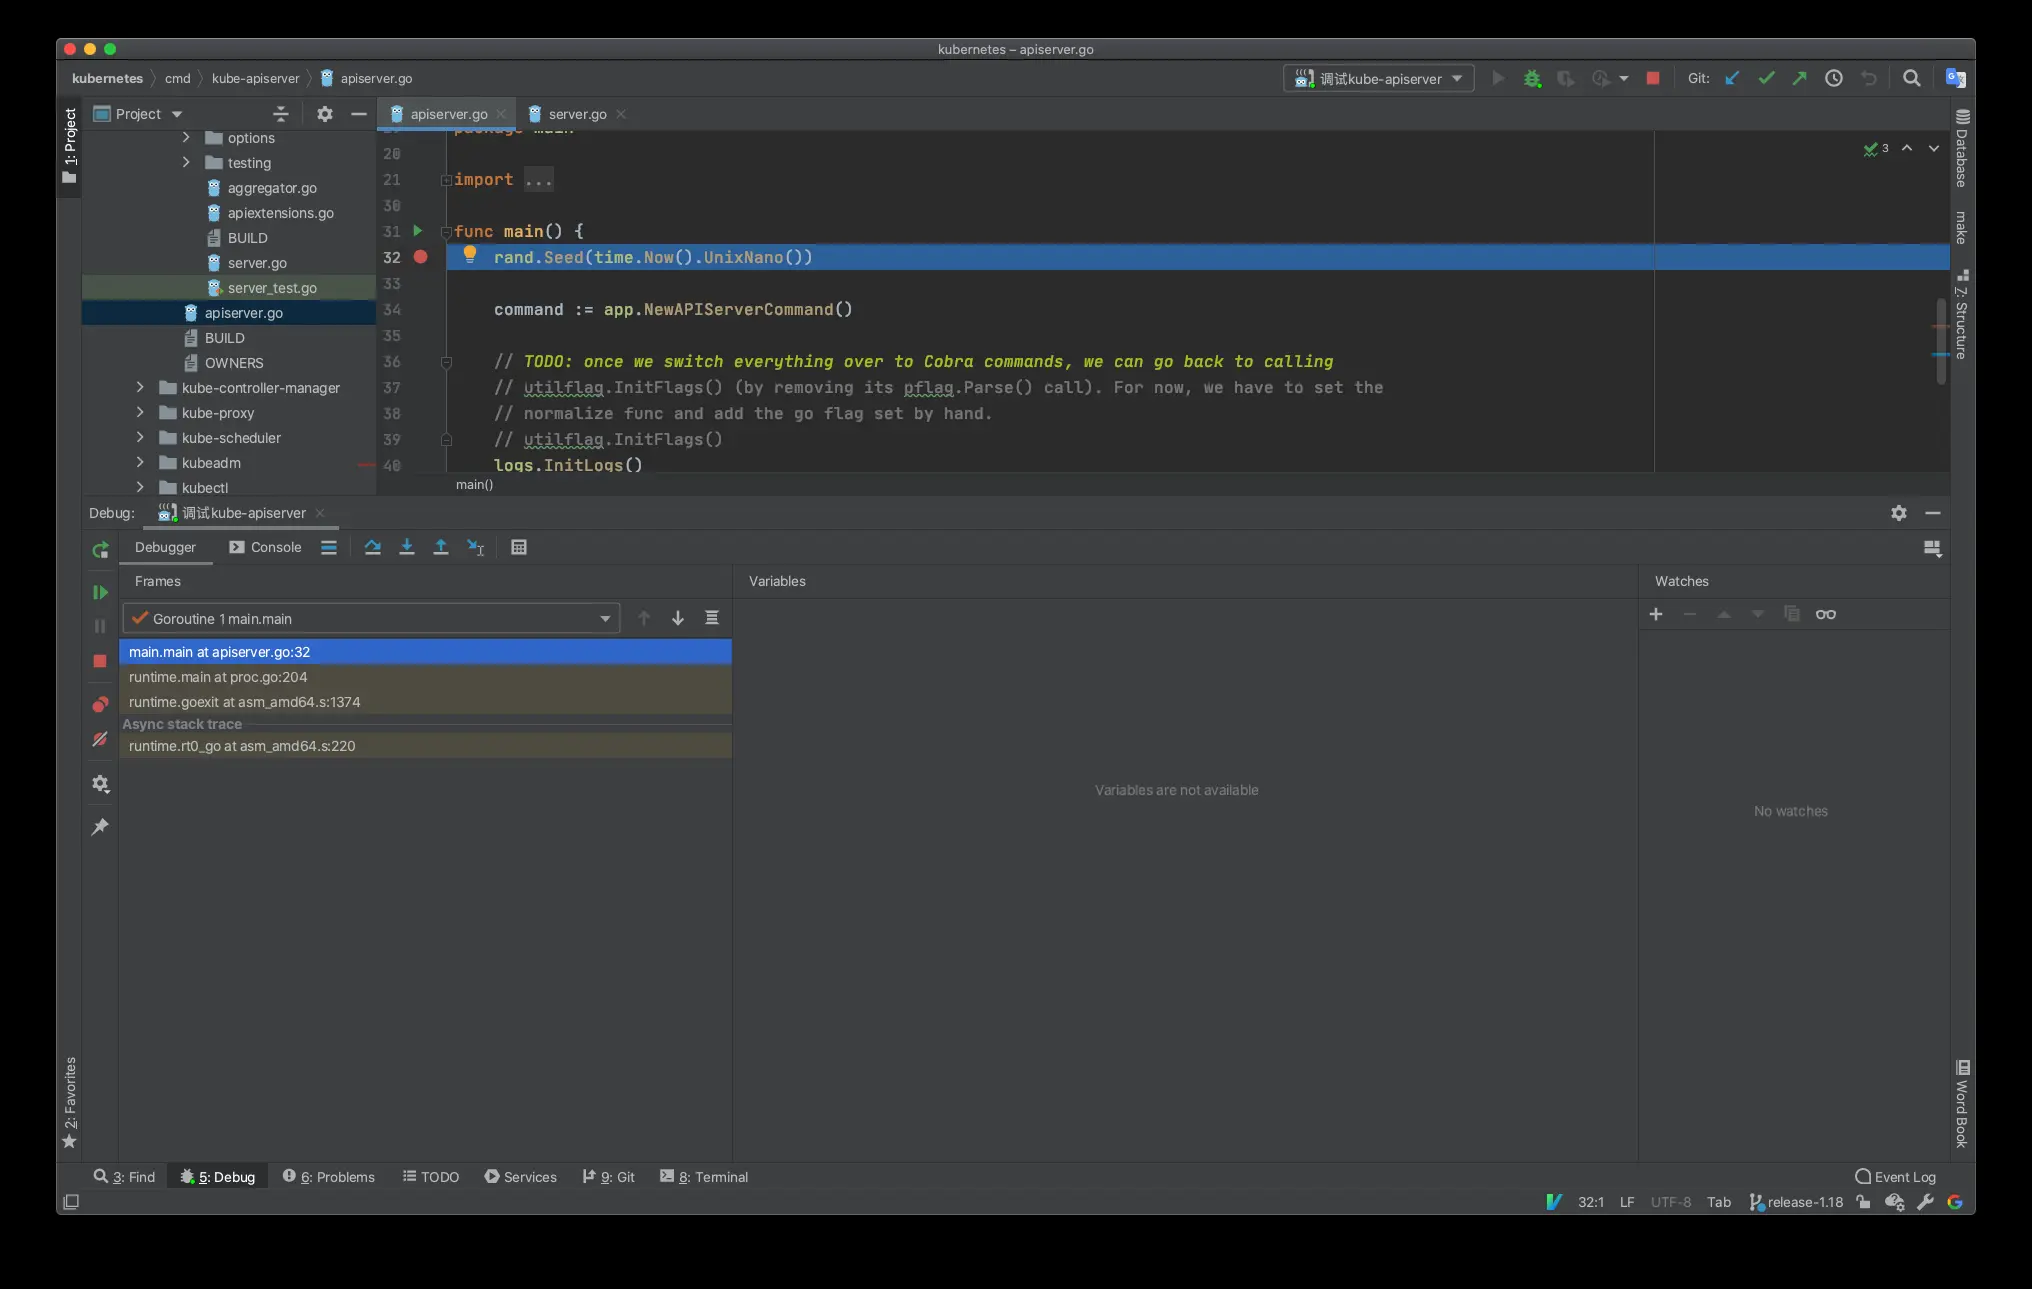 kubernetes – apiserver.go
kubernetes
cmd
kube-apiserver
apiserver.go
调试kube-apiserver
Git:
1: Project
Project
options
testing
aggregator.go
apiextensions.go
BUILD
server.go
server_test.go
apiserver.go
BUILD
OWNERS
kube-controller-manager
kube-proxy
kube-scheduler
kubeadm
kubectl
apiserver.go
server.go
package main
20
21 import ...
30
31 func main() {
32 rand.Seed(time.Now().UnixNano())
33
34 command := app.NewAPIServerCommand()
35
36 // TODO: once we switch everything over to Cobra commands, we can go back to calling
37 // utilflag.InitFlags() (by removing its pflag.Parse() call). For now, we have to set the
38 // normalize func and add the go flag set by hand.
39 // utilflag.InitFlags()
40 logs.InitLogs()
main()
3
Database
make
7: Structure
Debug:
调试kube-apiserver
Debugger
Console
Frames
Variables
Watches
Goroutine 1 main.main
main.main at apiserver.go:32
runtime.main at proc.go:204
runtime.goexit at asm_amd64.s:1374
Async stack trace
runtime.rt0_go at asm_amd64.s:220
Variables are not available
No watches
2: Favorites
Word Book
3: Find
5: Debug
6: Problems
TODO
Services
9: Git
8: Terminal
Event Log
32:1
LF
UTF-8
Tab
release-1.18